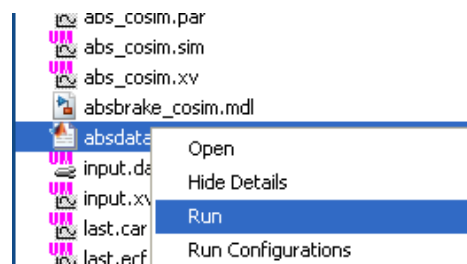 abs_cosim.par
abs_cosim.sim
abs_cosim.xv
absbrake_cosim.mdl
absdata
Open
input.da
Hide Details
input.xv
Run
last.car
Run Configurations
last.ecf